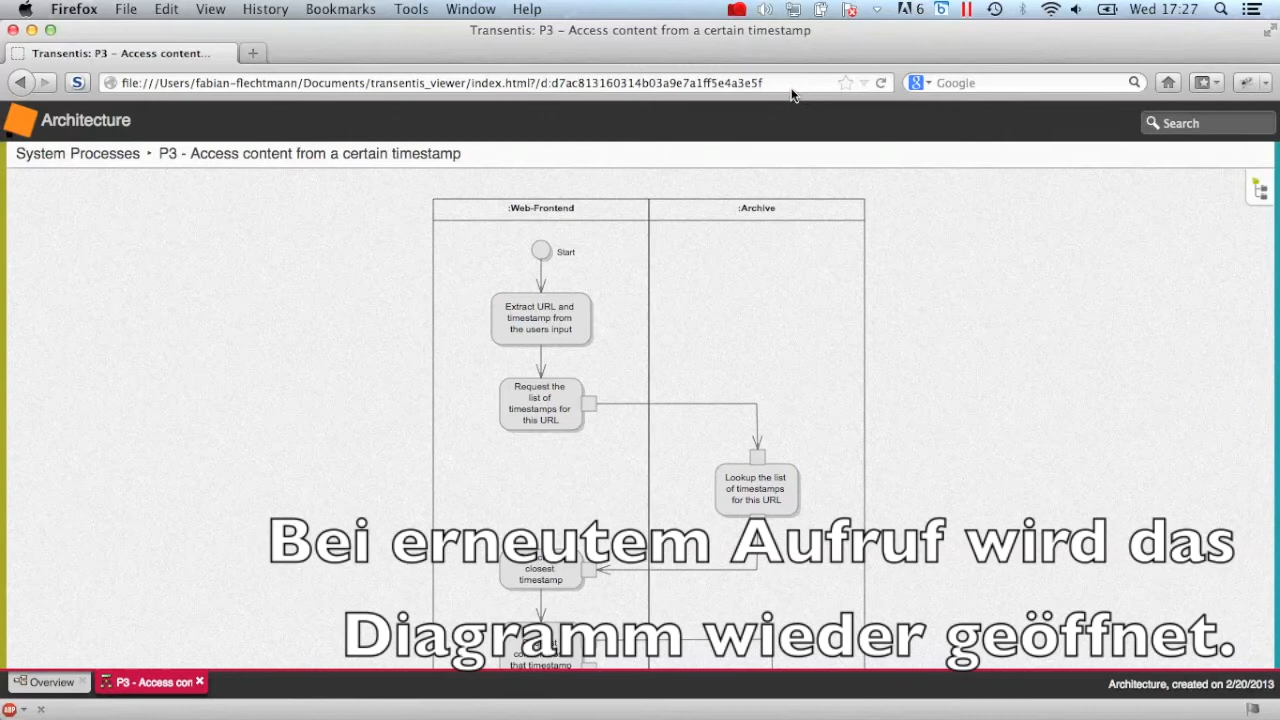 Firefox File Edit View History Bookmarks Tools Window Help 6 Wed 17:27
Transentis: P3 - Access content from a certain timestamp
Transentis: P3 – Access content...
file:///Users/fabian-flechtmann/Documents/transentis_viewer/index.html?/d:d7ac813160314b03a9e7a1ff5e4a3e5f
Google
Architecture
Search
System Processes ‣ P3 - Access content from a certain timestamp
:Web-Frontend :Archive
Start
Extract URL and
timestamp from
the users input
Request the
list of
timestamps for
this URL
Lookup the list
of timestamps
for this URL
Bei erneutem Aufruf wird das
closest
timestamp
Diagramm wieder geöffnet.
that timestamp
Overview
P3 - Access con
Architecture, created on 2/20/2013
ABP